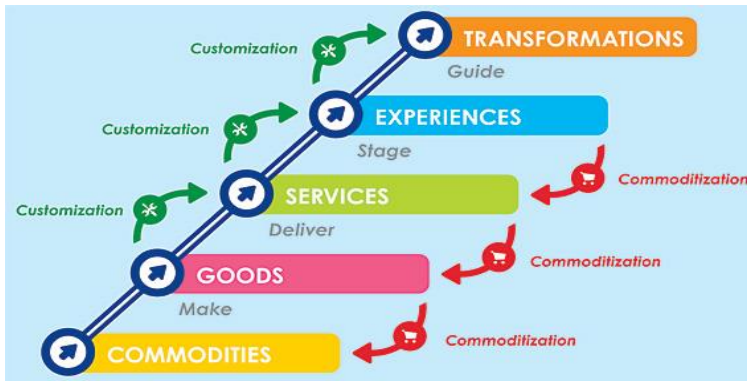 TRANSFORMATIONS
Customization
Guide
EXPERIENCES
Customization
Stage
Commoditization
SERVICES
Customization
Deliver
Commoditization
GOODS
Make
Commoditization
COMMODITIES